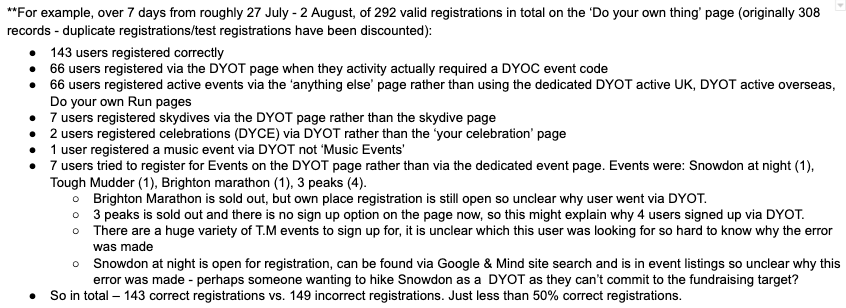 **For example, over 7 days from roughly 27 July - 2 August, of 292 valid registrations in total on the ‘Do your own thing’ page (originally 308
records - duplicate registrations/test registrations have been discounted):
● 143 users registered correctly
● 66 users registered via the DYOT page when they activity actually required a DYOC event code
● 66 users registered active events via the ‘anything else’ page rather than using the dedicated DYOT active UK, DYOT active overseas,
Do your own Run pages
● 7 users registered skydives via the DYOT page rather than the skydive page
● 2 users registered celebrations (DYCE) via DYOT rather than the ‘your celebration’ page
● 1 user registered a music event via DYOT not ‘Music Events’
● 7 users tried to register for Events on the DYOT page rather than via the dedicated event page. Events were: Snowdon at night (1),
Tough Mudder (1), Brighton marathon (1), 3 peaks (4).
○ Brighton Marathon is sold out, but own place registration is still open so unclear why user went via DYOT.
○ 3 peaks is sold out and there is no sign up option on the page now, so this might explain why 4 users signed up via DYOT.
○ There are a huge variety of T.M events to sign up for, it is unclear which this user was looking for so hard to know why the error
was made
○ Snowdon at night is open for registration, can be found via Google & Mind site search and is in event listings so unclear why this
error was made - perhaps someone wanting to hike Snowdon as a DYOT as they can’t commit to the fundraising target?
● So in total – 143 correct registrations vs. 149 incorrect registrations. Just less than 50% correct registrations.